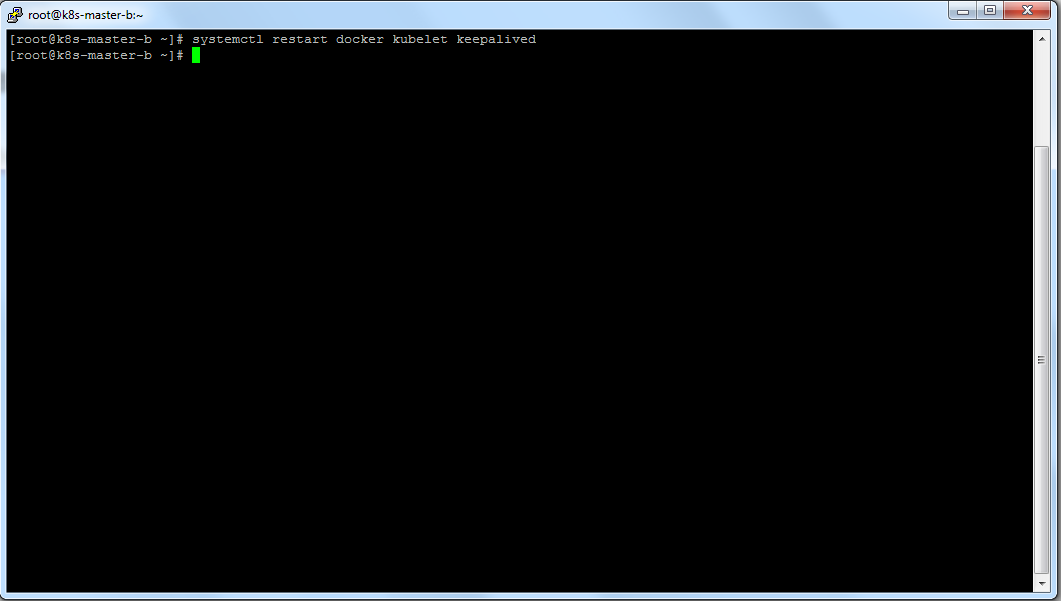 root@k8s-master-b:~
[root@k8s-master-b ~]# systemctl restart docker kubelet keepalived
[root@k8s-master-b ~]#